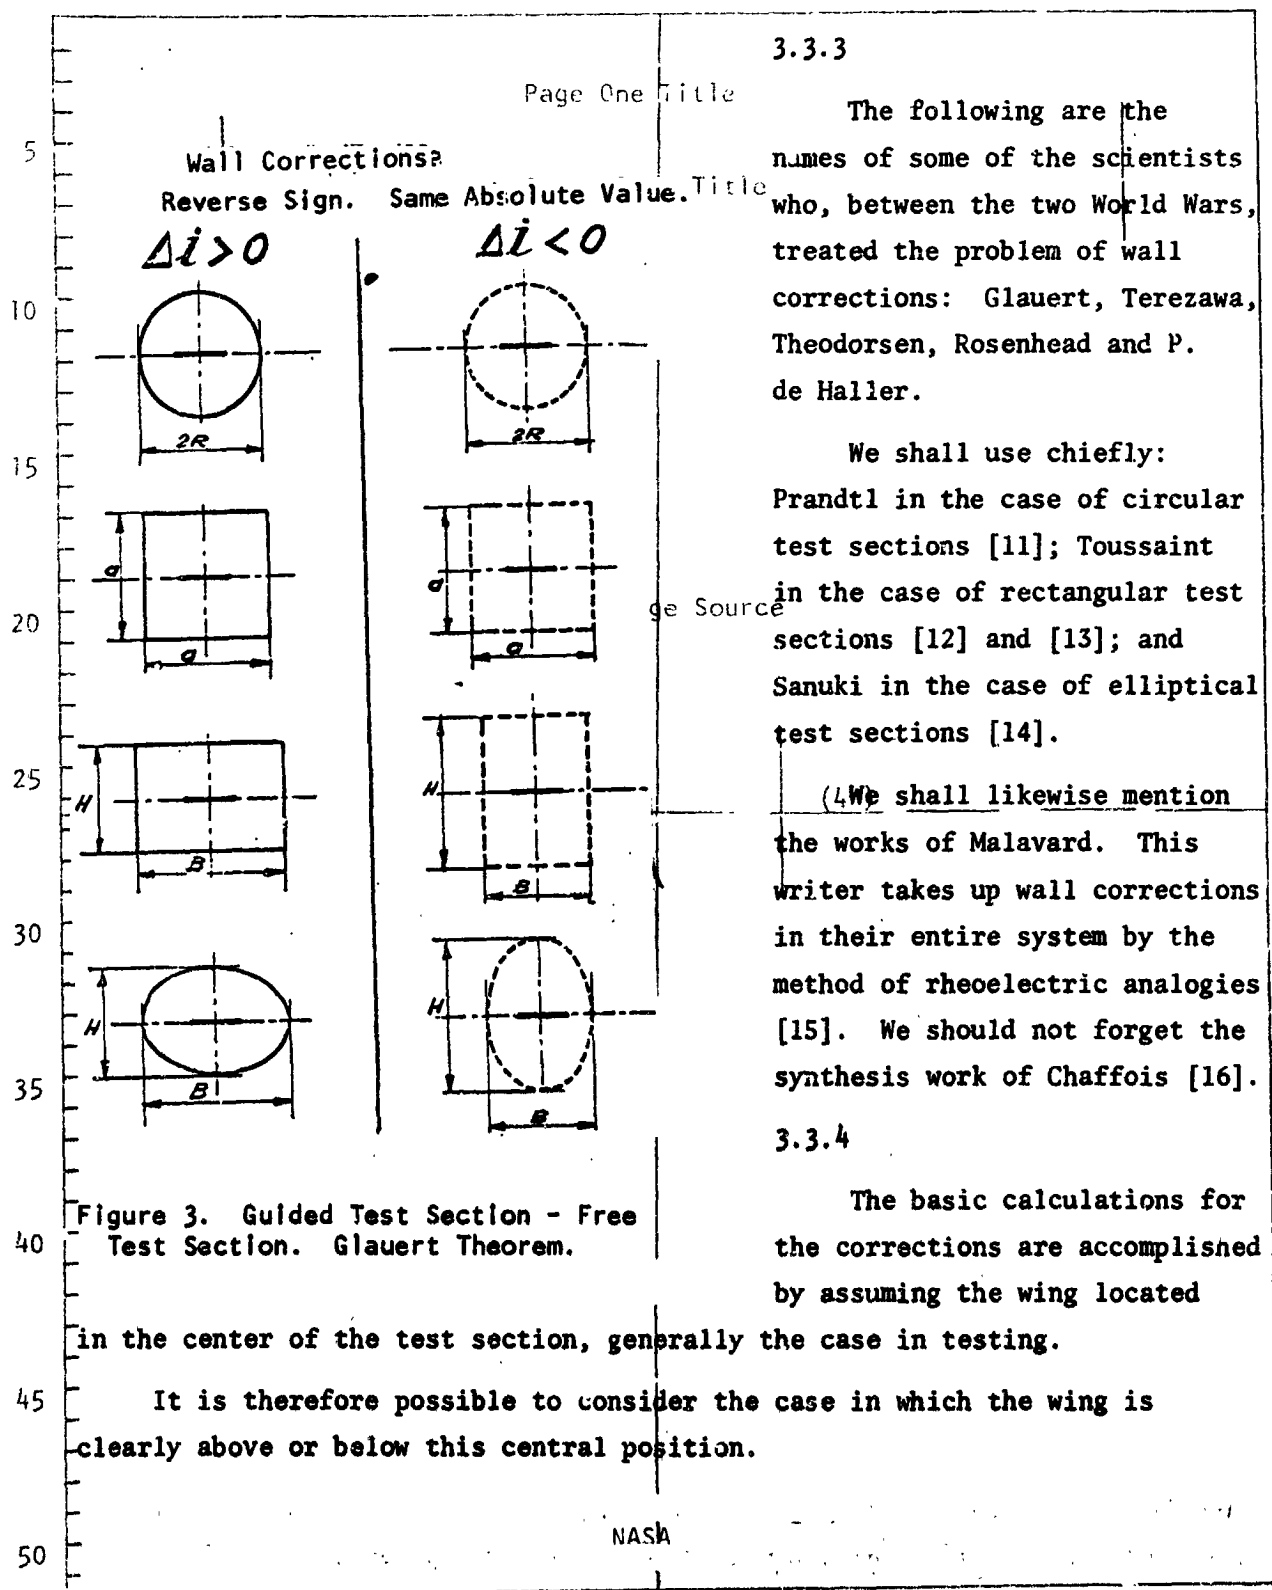 Page One Title
Wall Corrections?
Reverse Sign. Same Absolute Value. Title
Δi > 0
Δi < 0
2R
2R
a
a
a
a
H
B
H
B
H
B
H
B
Figure 3. Guided Test Section - Free
Test Section. Glauert Theorem.
ge Source
3.3.3
The following are the
names of some of the scientists
who, between the two World Wars,
treated the problem of wall
corrections: Glauert, Terezawa,
Theodorsen, Rosenhead and P.
de Haller.
We shall use chiefly:
Prandtl in the case of circular
test sections [11]; Toussaint
in the case of rectangular test
sections [12] and [13]; and
Sanuki in the case of elliptical
test sections [14].
(4) We shall likewise mention
the works of Malavard. This
writer takes up wall corrections
in their entire system by the
method of rheoelectric analogies
[15]. We should not forget the
synthesis work of Chaffois [16].
3.3.4
The basic calculations for
the corrections are accomplished
by assuming the wing located
in the center of the test section, generally the case in testing.
It is therefore possible to consider the case in which the wing is
clearly above or below this central position.
NASA
5
10
15
20
25
30
35
40
45
50